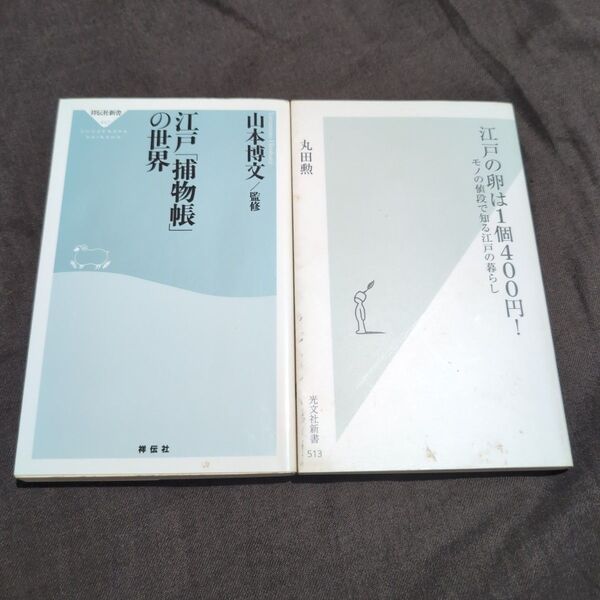 祥伝社新書
山本博文/監修
江戸「捕物帳」
の世界
祥伝社
江戸の卵は1個400円!
モノの値段で知る江戸の暮らし
丸田勲
光文社新書
513